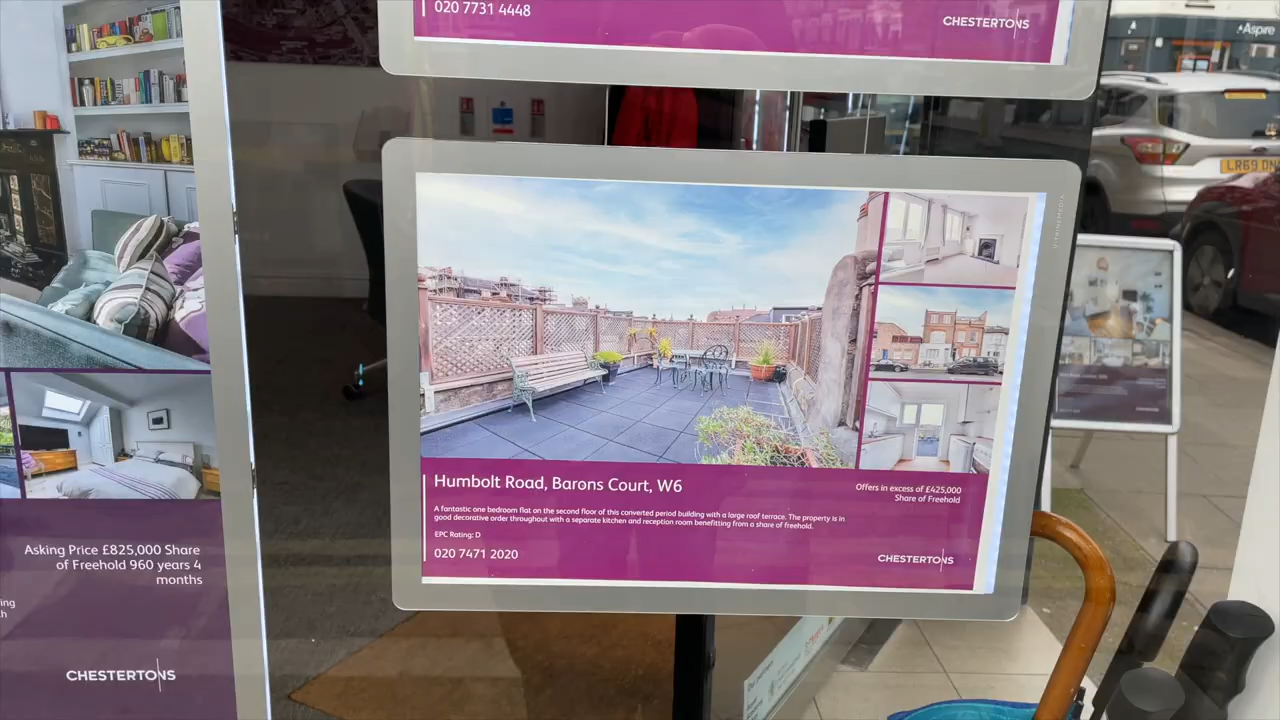 020 7731 4448
CHESTERTONS
Aspire
LR69 DN
Humbolt Road, Barons Court, W6
Offers in excess of £425,000
Share of Freehold
A fantastic one bedroom flat on the second floor of this converted period building with a large roof terrace. The property is in
good decorative order throughout with a separate kitchen and reception room benefitting from a share of freehold.
EPC Rating: D
020 7471 2020
CHESTERTONS
Asking Price £825,000 Share
of Freehold 960 years 4
months
ing
h
CHESTERTONS